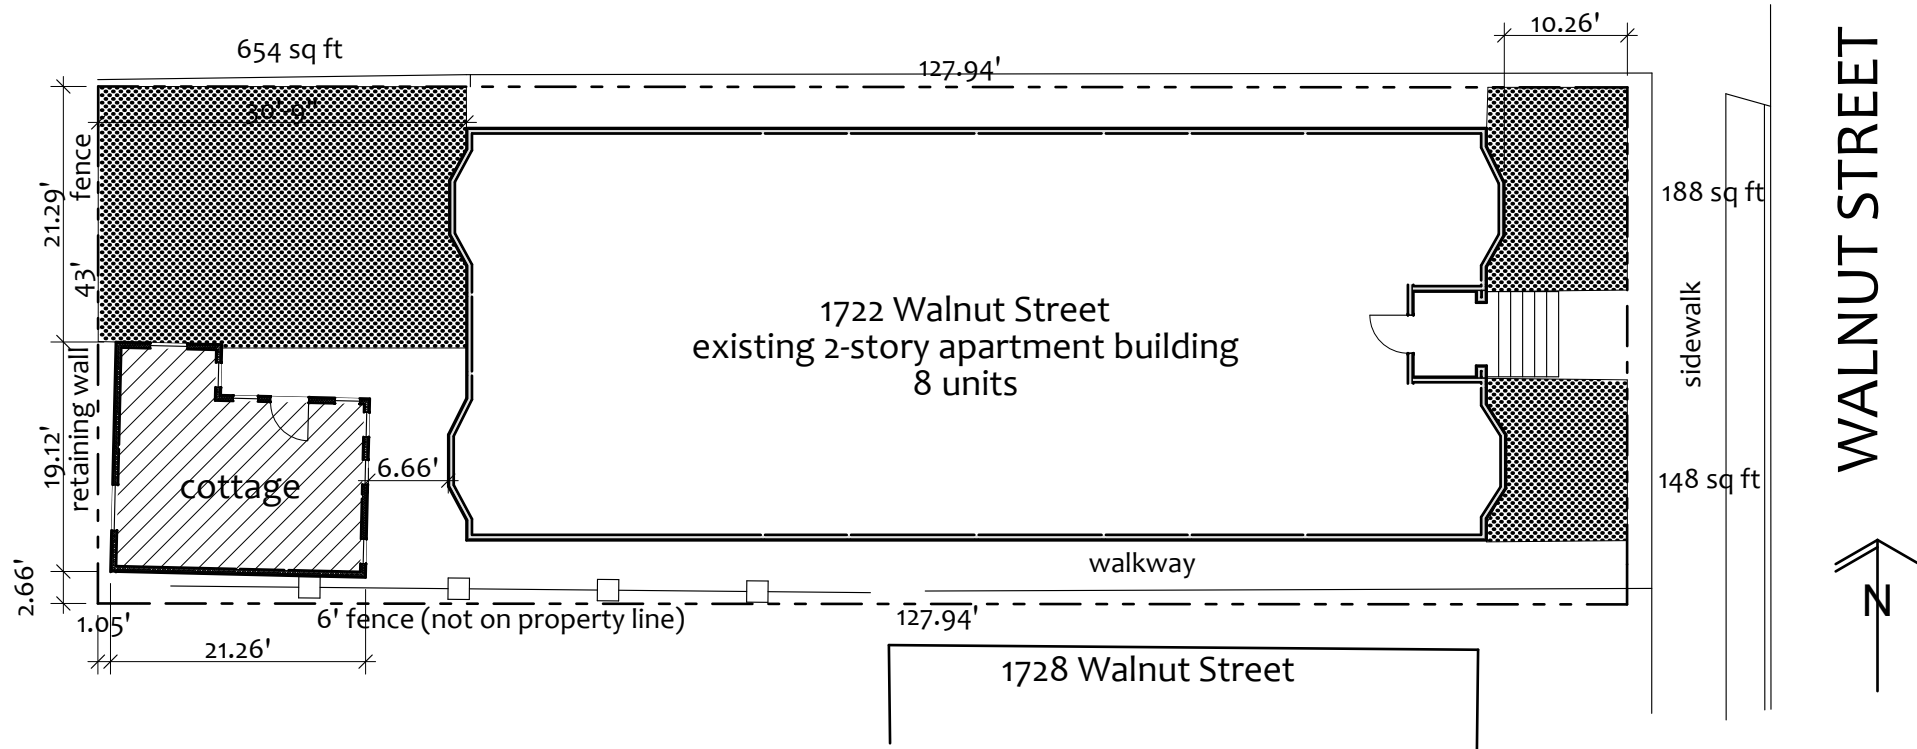 10.26'
654 sq ft
127.94'
30'-9"
fence
21.29'
43'
188 sq ft
WALNUT STREET
1722 Walnut Street
existing 2-story apartment building
8 units
sidewalk
retaining wall
19.12'
cottage
6.66'
148 sq ft
walkway
2.66'
1.05'
6' fence (not on property line)
127.94'
21.26'
1728 Walnut Street
N